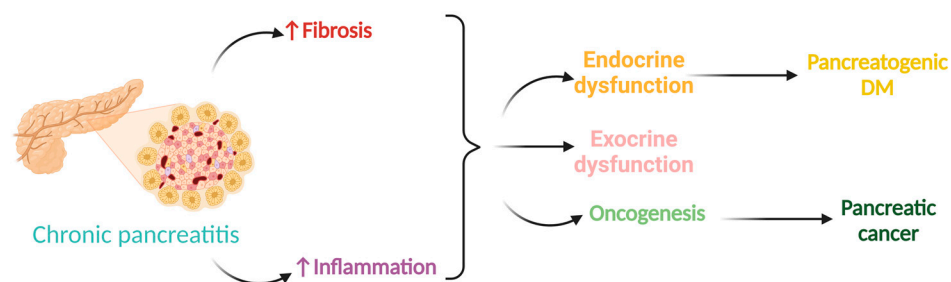 ↑ Fibrosis
Endocrine
dysfunction
Pancreatogenic
DM
Exocrine
dysfunction
Oncogenesis
Pancreatic
cancer
Chronic pancreatitis
↑ Inflammation